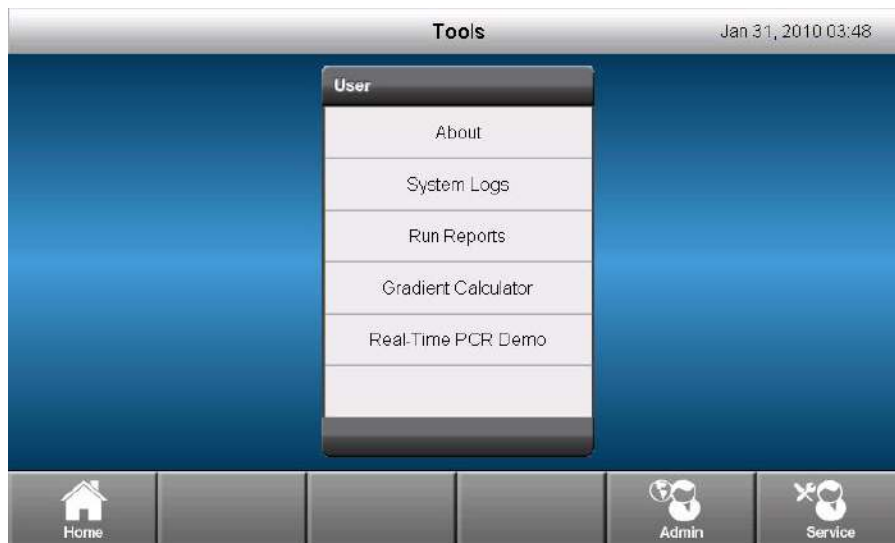 Tools
Jan 31, 2010 03:48
User
About
System Logs
Run Reports
Gradient Calculator
Real-Time PCR Demo
Home
Admin
Service